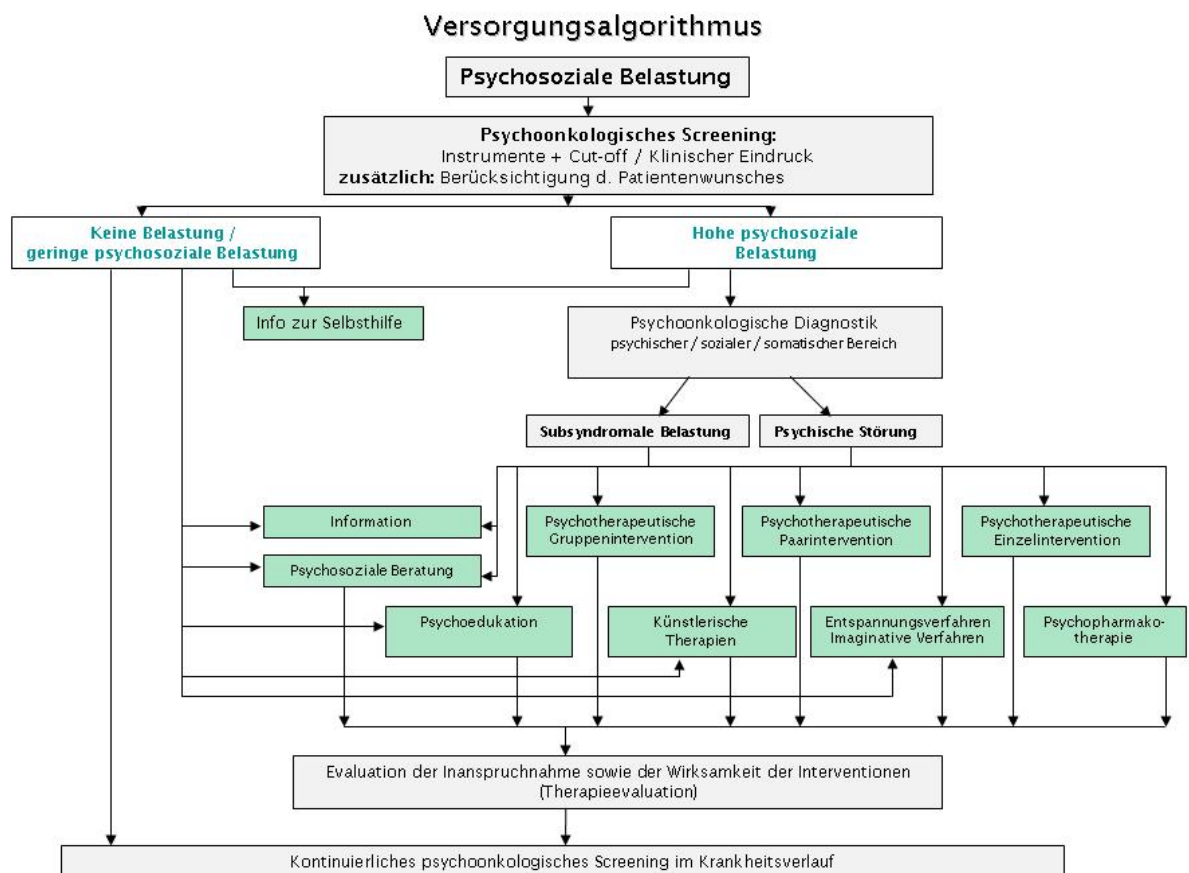 Versorgungsalgorithmus
Psychosoziale Belastung
Psychoonkologisches Screening:
Instrumente + Cut-off / Klinischer Eindruck
zusätzlich: Berücksichtigung d. Patientenwunsches
Keine Belastung /
geringe psychosoziale Belastung
Hohe psychosoziale
Belastung
Info zur Selbsthilfe
Psychoonkologische Diagnostik
psychischer / sozialer / somatischer Bereich
Subsyndromale Belastung
Psychische Störung
Information
Psychotherapeutische
Gruppenintervention
Psychotherapeutische
Paarintervention
Psychotherapeutische
Einzelintervention
Psychosoziale Beratung
Psychoedukation
Künstlerische
Therapien
Entspannungsverfahren
Imaginative Verfahren
Psychopharmako-
therapie
Evaluation der Inanspruchnahme sowie der Wirksamkeit der Interventionen
(Therapieevaluation)
Kontinuierliches psychoonkologisches Screening im Krankheitsverlauf